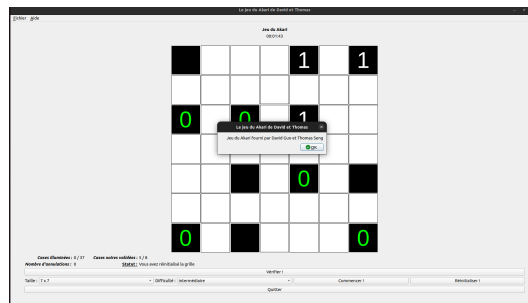 Le Jeu du Akari de David et Thomas
Fichier Aide
Jeu du Akari
00:01:43
1 1
0 0 1
Le Jeu du Akari de David et Thomas
Jeu du Akari fourni par David Guo et Thomas Seng
OK
0
0 0
Cases illuminées : 0 / 37 Cases noires validées : 5 / 8
Nombre d'annulations : 0 Statut : Vous avez réinitialisé la grille
Vérifier !
Taille : 7 x 7 Difficulté : Intermédiaire Commencer ! Réinitialiser !
Quitter